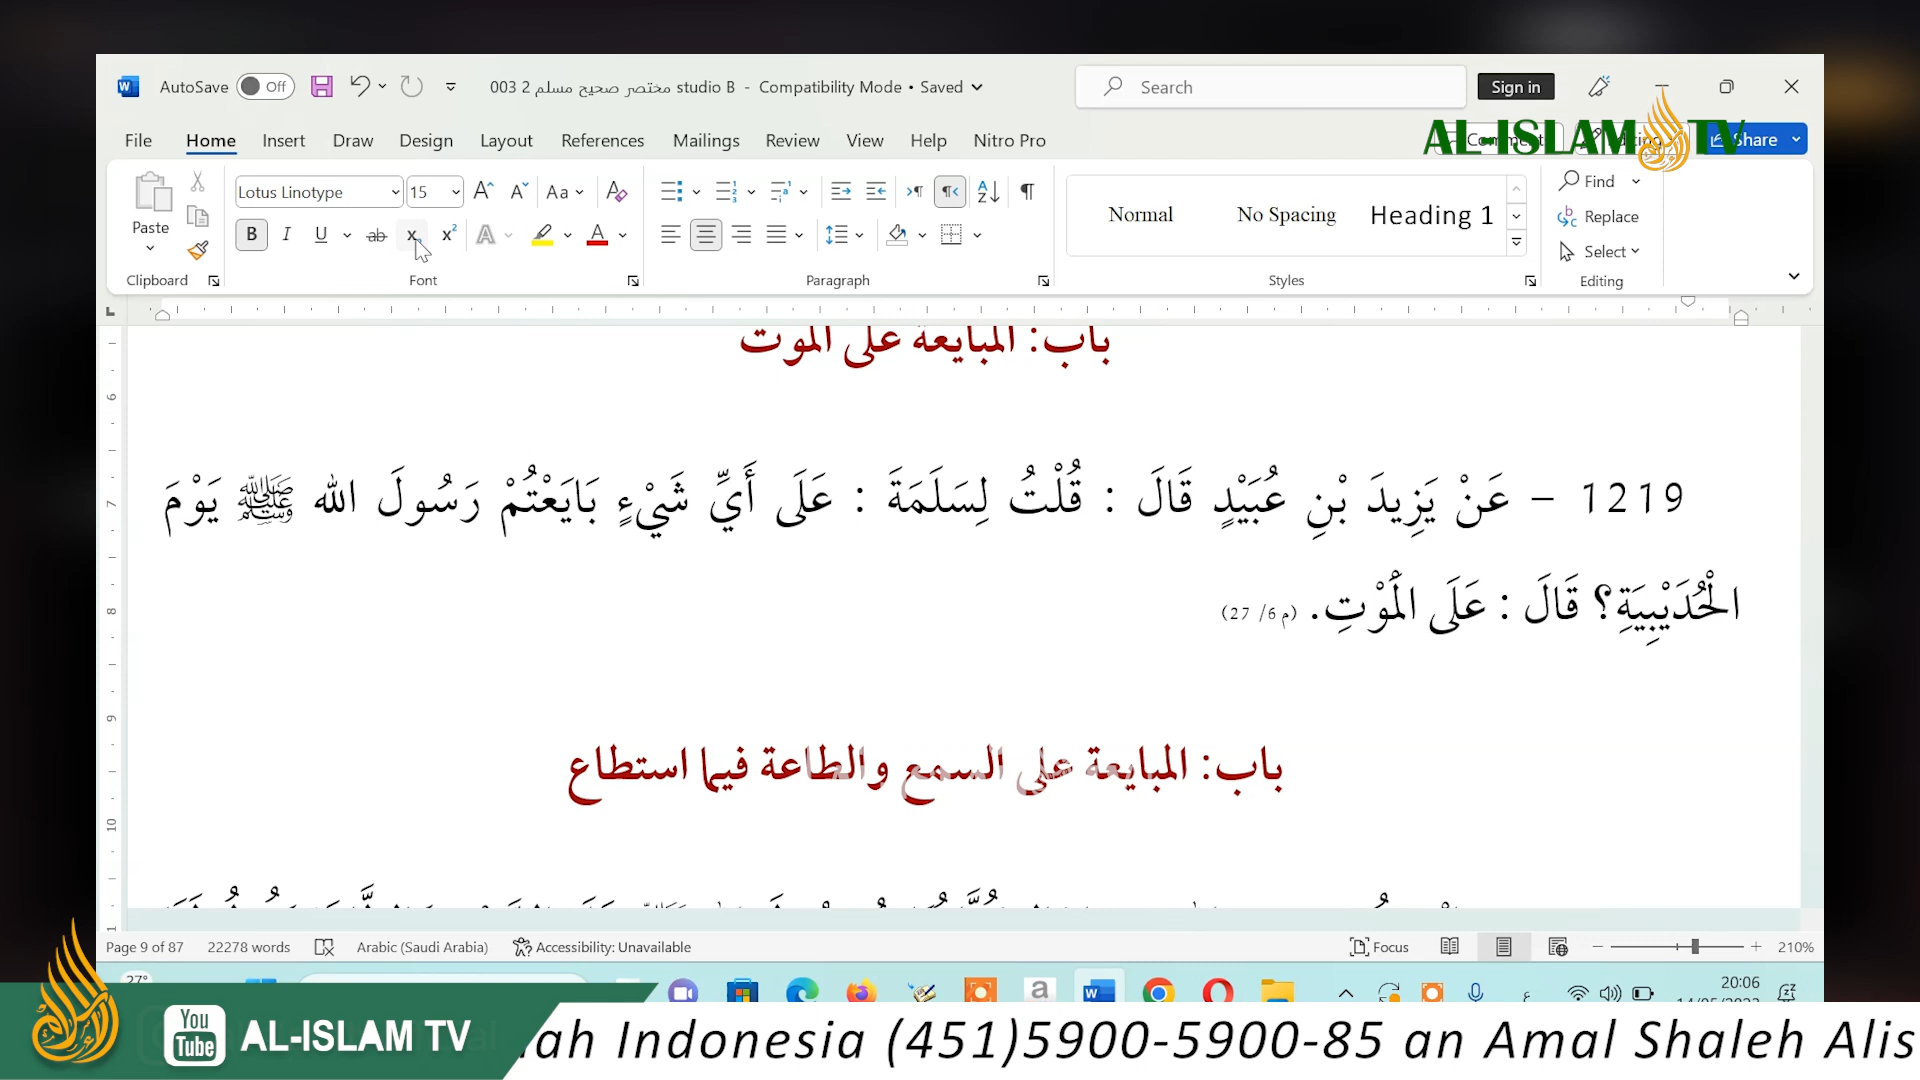 AutoSave Off 003 مختصر صحيح مسلم 2 studio B - Compatibility Mode • Saved Search Sign in
File Home Insert Draw Design Layout References Mailings Review View Help Nitro Pro Share
AL-ISLAM TV
Lotus Linotype 15 Normal No Spacing Heading 1 Find
Paste Replace
Select
Clipboard Font Paragraph Styles Editing
باب: المبايعة على الموت
1219 – عَنْ يَزِيدَ بْنِ عُبَيْدٍ قَالَ : قُلْتُ لِسَلَمَةَ : عَلَى أَيِّ شَيْءٍ بَايَعْتُمْ رَسُولَ الله ﷺ يَوْمَ
الْحُدَيْبِيَةِ؟ قَالَ : عَلَى الْمَوْتِ. (م 6/ 27)
باب: المبايعة على السمع والطاعة فيما استطاع
Page 9 of 87 22278 words Arabic (Saudi Arabia) Accessibility: Unavailable Focus 210%
27° 20:06
You Tube AL-ISLAM TV
Indonesia (451)5900-5900-85 an Amal Shaleh Alis